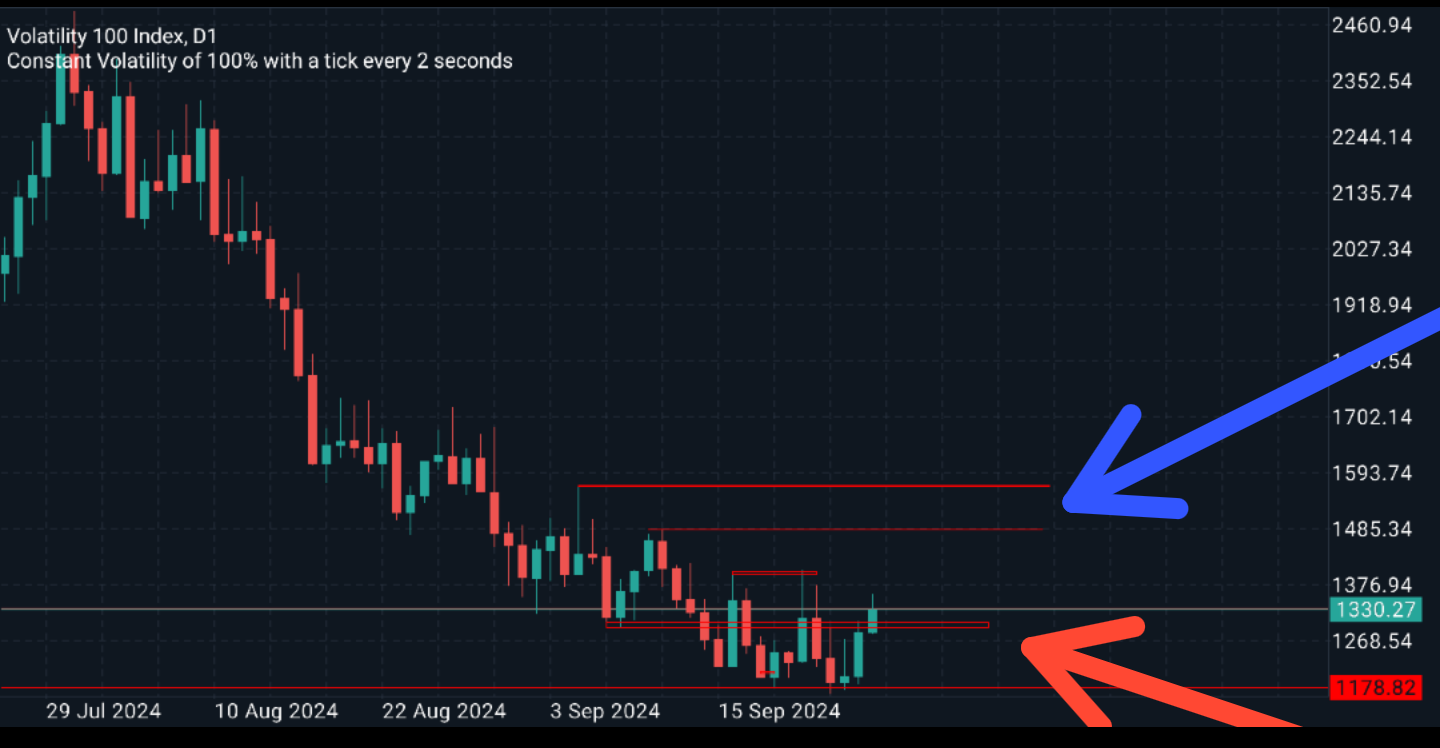 Volatility 100 Index, D1
Constant Volatility of 100% with a tick every 2 seconds
2460.94
2352.54
2244.14
2135.74
2027.34
1918.94
1702.14
1593.74
1485.34
1376.94
1330.27
1268.54
1178.82
29 Jul 2024
10 Aug 2024
22 Aug 2024
3 Sep 2024
15 Sep 2024